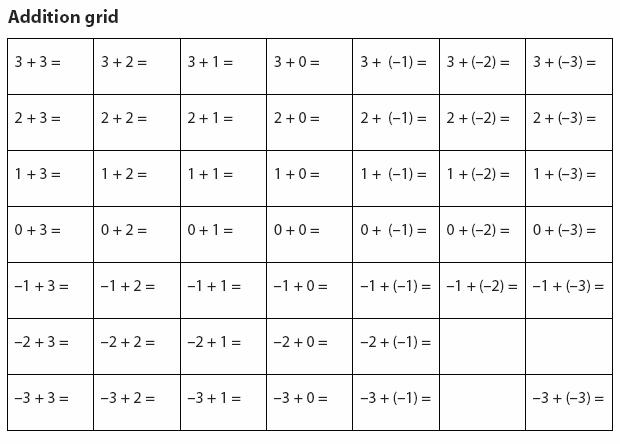 Addition grid
3 + 3 = 3 + 2 = 3 + 1 = 3 + 0 = 3 + (–1) = 3 + (–2) = 3 + (–3) =
2 + 3 = 2 + 2 = 2 + 1 = 2 + 0 = 2 + (–1) = 2 + (–2) = 2 + (–3) =
1 + 3 = 1 + 2 = 1 + 1 = 1 + 0 = 1 + (–1) = 1 + (–2) = 1 + (–3) =
0 + 3 = 0 + 2 = 0 + 1 = 0 + 0 = 0 + (–1) = 0 + (–2) = 0 + (–3) =
–1 + 3 = –1 + 2 = –1 + 1 = –1 + 0 = –1 + (–1) = –1 + (–2) = –1 + (–3) =
–2 + 3 = –2 + 2 = –2 + 1 = –2 + 0 = –2 + (–1) =
–3 + 3 = –3 + 2 = –3 + 1 = –3 + 0 = –3 + (–1) = –3 + (–3) =